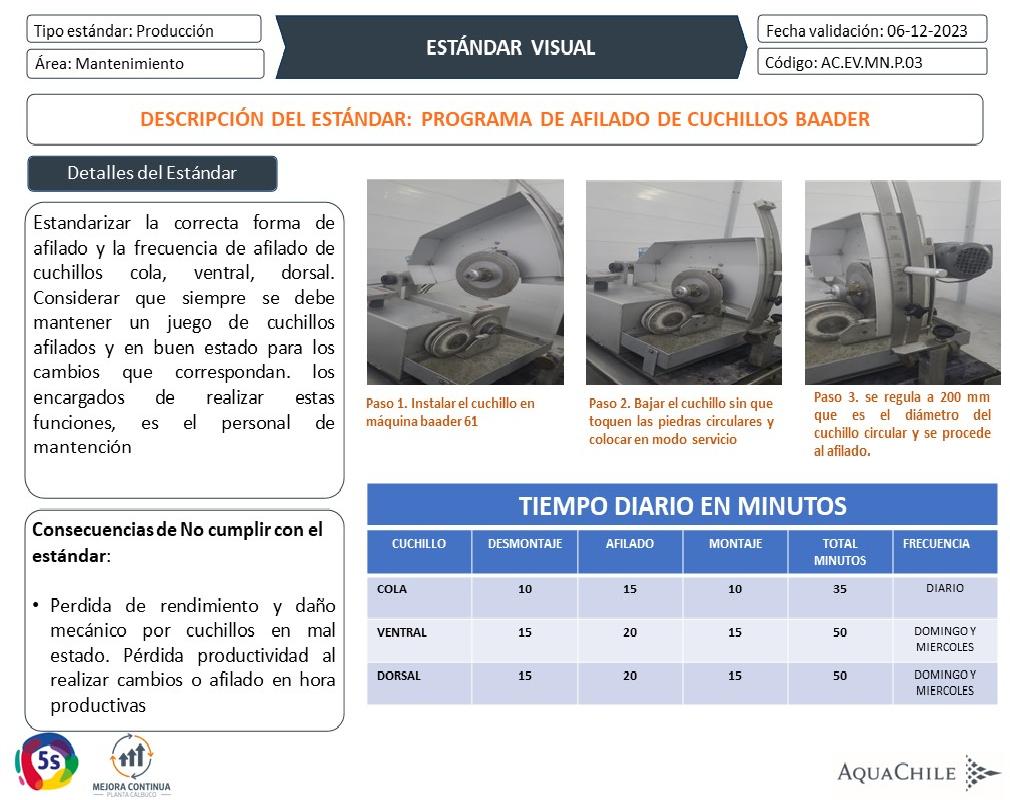 Tipo estándar: Producción
Área: Mantenimiento
ESTÁNDAR VISUAL
Fecha validación: 06-12-2023
Código: AC.EV.MN.P.03
DESCRIPCIÓN DEL ESTÁNDAR: PROGRAMA DE AFILADO DE CUCHILLOS BAADER
Detalles del Estándar
Estandarizar la correcta forma de
afilado y la frecuencia de afilado de
cuchillos cola, ventral, dorsal.
Considerar que siempre se debe
mantener un juego de cuchillos
afilados y en buen estado para los
cambios que correspondan. los
encargados de realizar estas
funciones, es el personal de
mantención
Consecuencias de No cumplir con el
estándar:
• Perdida de rendimiento y daño
mecánico por cuchillos en mal
estado. Pérdida productividad al
realizar cambios o afilado en hora
productivas
Paso 1. Instalar el cuchillo en
máquina baader 61
Paso 2. Bajar el cuchillo sin que
toquen las piedras circulares y
colocar en modo servicio
Paso 3. se regula a 200 mm
que es el diámetro del
cuchillo circular y se procede
al afilado.
TIEMPO DIARIO EN MINUTOS
CUCHILLO DESMONTAJE AFILADO MONTAJE TOTAL MINUTOS FRECUENCIA
COLA 10 15 10 35 DIARIO
VENTRAL 15 20 15 50 DOMINGO Y MIERCOLES
DORSAL 15 20 15 50 DOMINGO Y MIERCOLES
5s
MEJORA CONTINUA
PLANTA CALBUCO
AQUACHILE